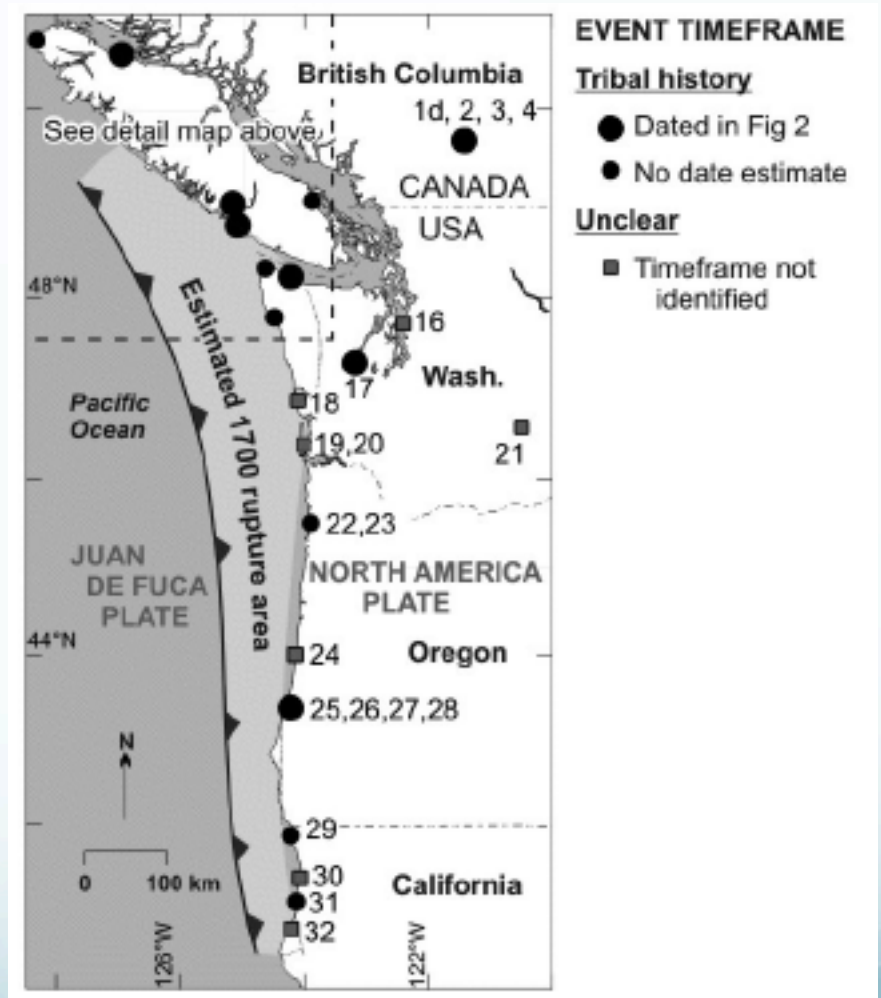 British Columbia
1d, 2, 3, 4
See detail map above
CANADA
USA
48°N
Estimated 1700 rupture area
16
17
Wash.
Pacific
Ocean
18
19,20
21
22,23
JUAN
DE FUCA
PLATE
NORTH AMERICA
PLATE
44°N
24
Oregon
25,26,27,28
N
29
0 100 km
30
California
31
32
126°W
122°W
EVENT TIMEFRAME
Tribal history
Dated in Fig 2
No date estimate
Unclear
Timeframe not
identified